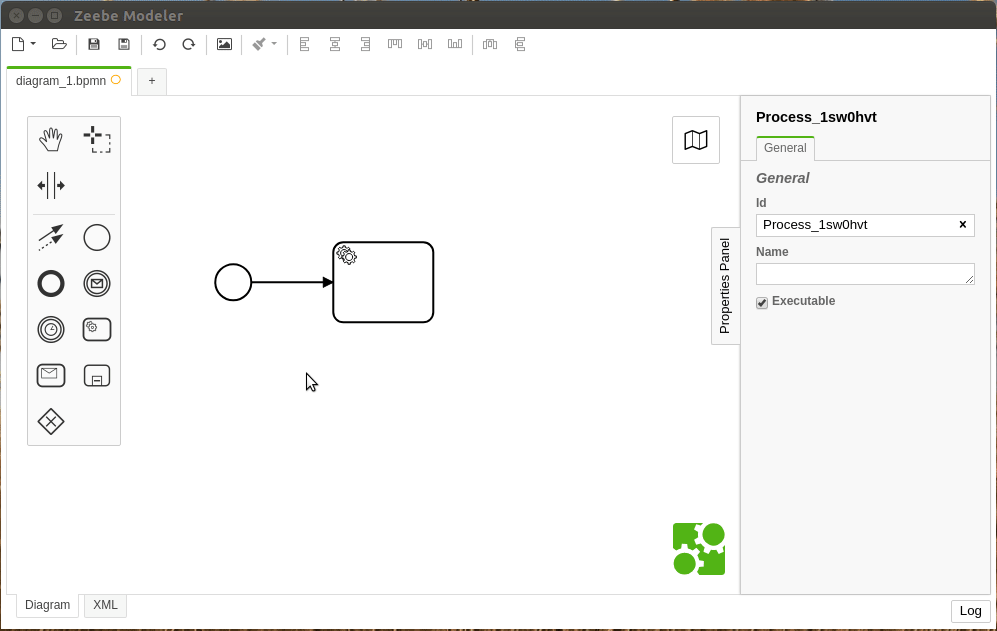 Zeebe Modeler
diagram_1.bpmn
+
Process_1sw0hvt
General
General
Id
Process_1sw0hvt
Name
Executable
Properties Panel
Diagram XML
Log